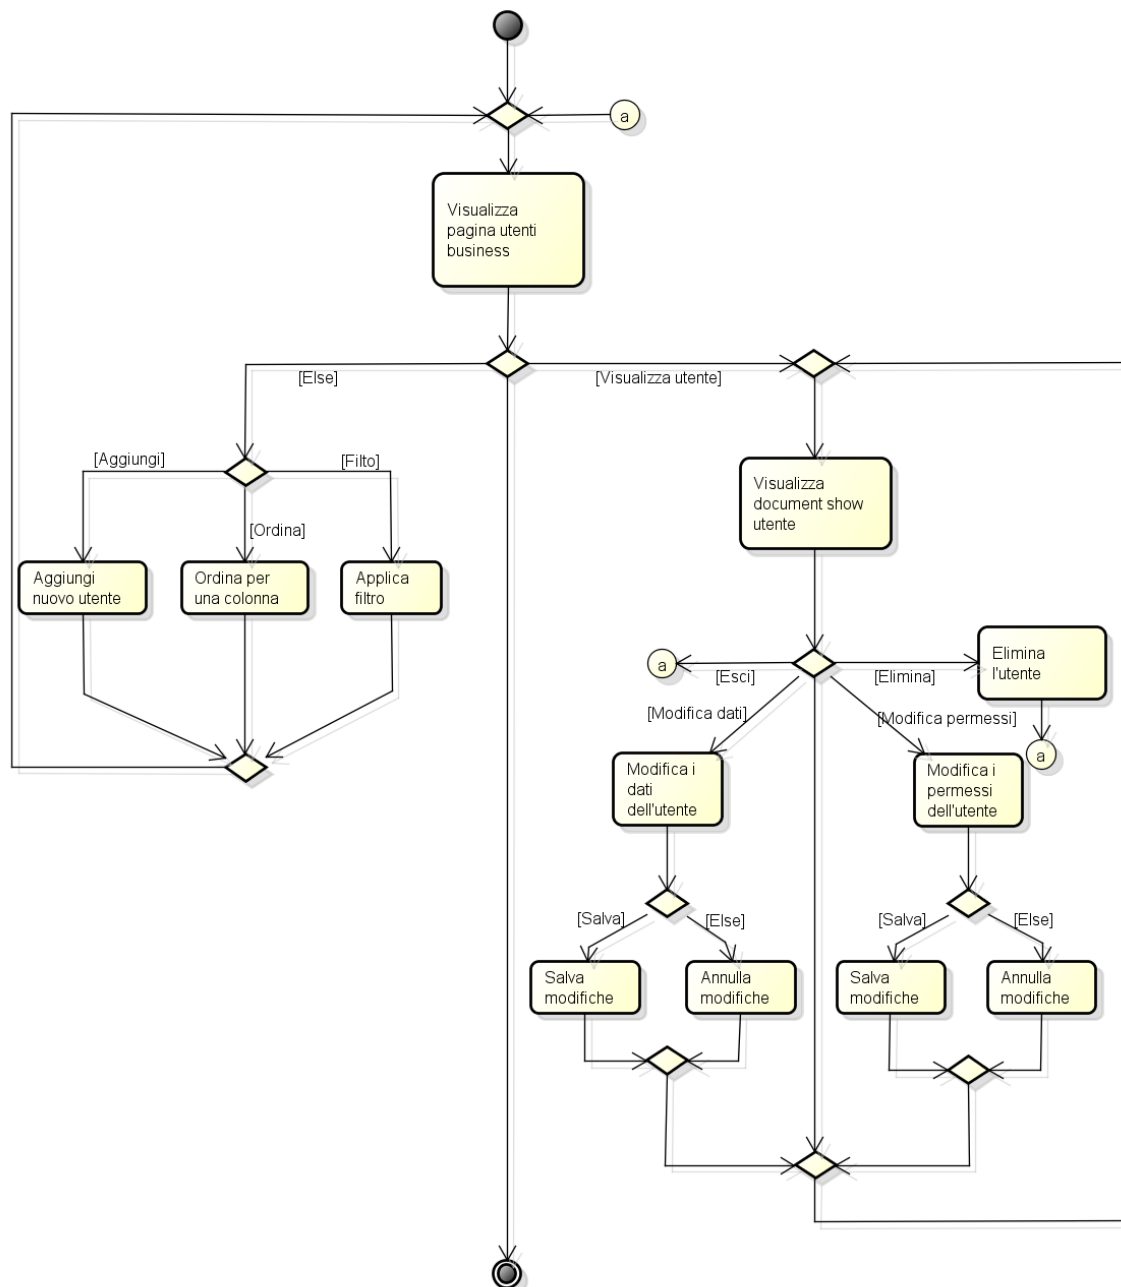 a
Visualizza
pagina utenti
business
[Else]
[Visualizza utente]
[Aggiungi]
[Filto]
[Ordina]
Visualizza
document show
utente
Aggiungi
nuovo utente
Ordina per
una colonna
Applica
filtro
a
[Esci]
[Elimina]
Elimina
l'utente
[Modifica dati]
[Modifica permessi]
a
Modifica i
dati
dell'utente
Modifica i
permessi
dell'utente
[Salva]
[Else]
[Salva]
[Else]
Salva
modifiche
Annulla
modifiche
Salva
modifiche
Annulla
modifiche